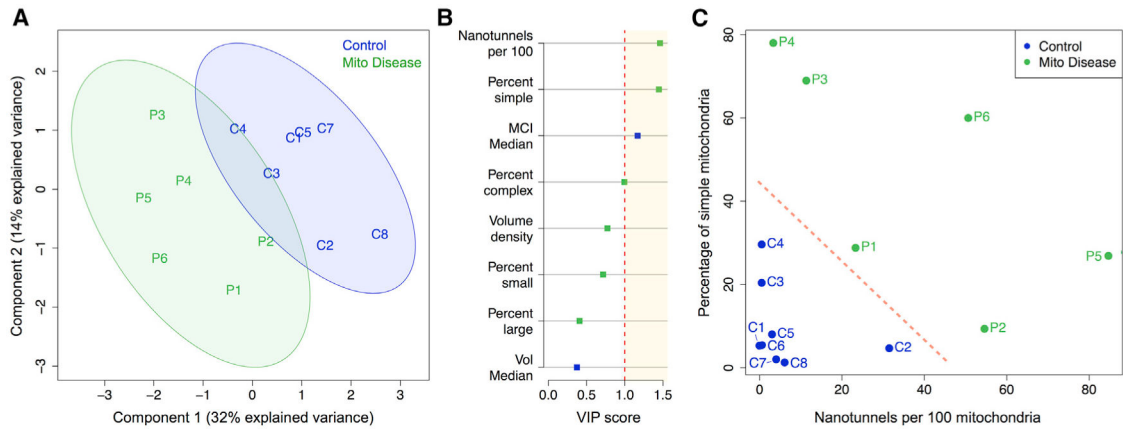 A
Component 2 (14% explained variance)
2
1
0
−1
−2
−3
Control
Mito Disease
P3
P4
P5
P6
P2
P1
C4
C1
C5
C7
C3
C2
C8
−3
−2
−1
0
1
2
3
Component 1 (32% explained variance)
B
Nanotunnels
per 100
Percent
simple
MCI
Median
Percent
complex
Volume
density
Percent
small
Percent
large
Vol
Median
0.0
0.5
1.0
1.5
VIP score
C
Percentage of simple mitochondria
80
60
40
20
0
Control
Mito Disease
P4
P3
P6
P1
P5
P2
C4
C3
C1
C5
C6
C7
C8
C2
0
20
40
60
80
Nanotunnels per 100 mitochondria